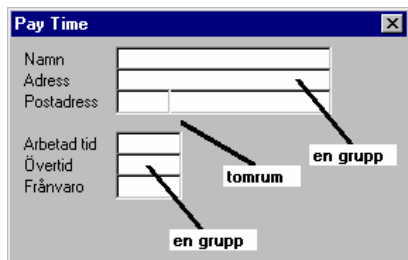 Pay Time
Namn
Adress
Postadress
Arbetad tid
Övertid
Frånvaro
en grupp
tomrum
en grupp